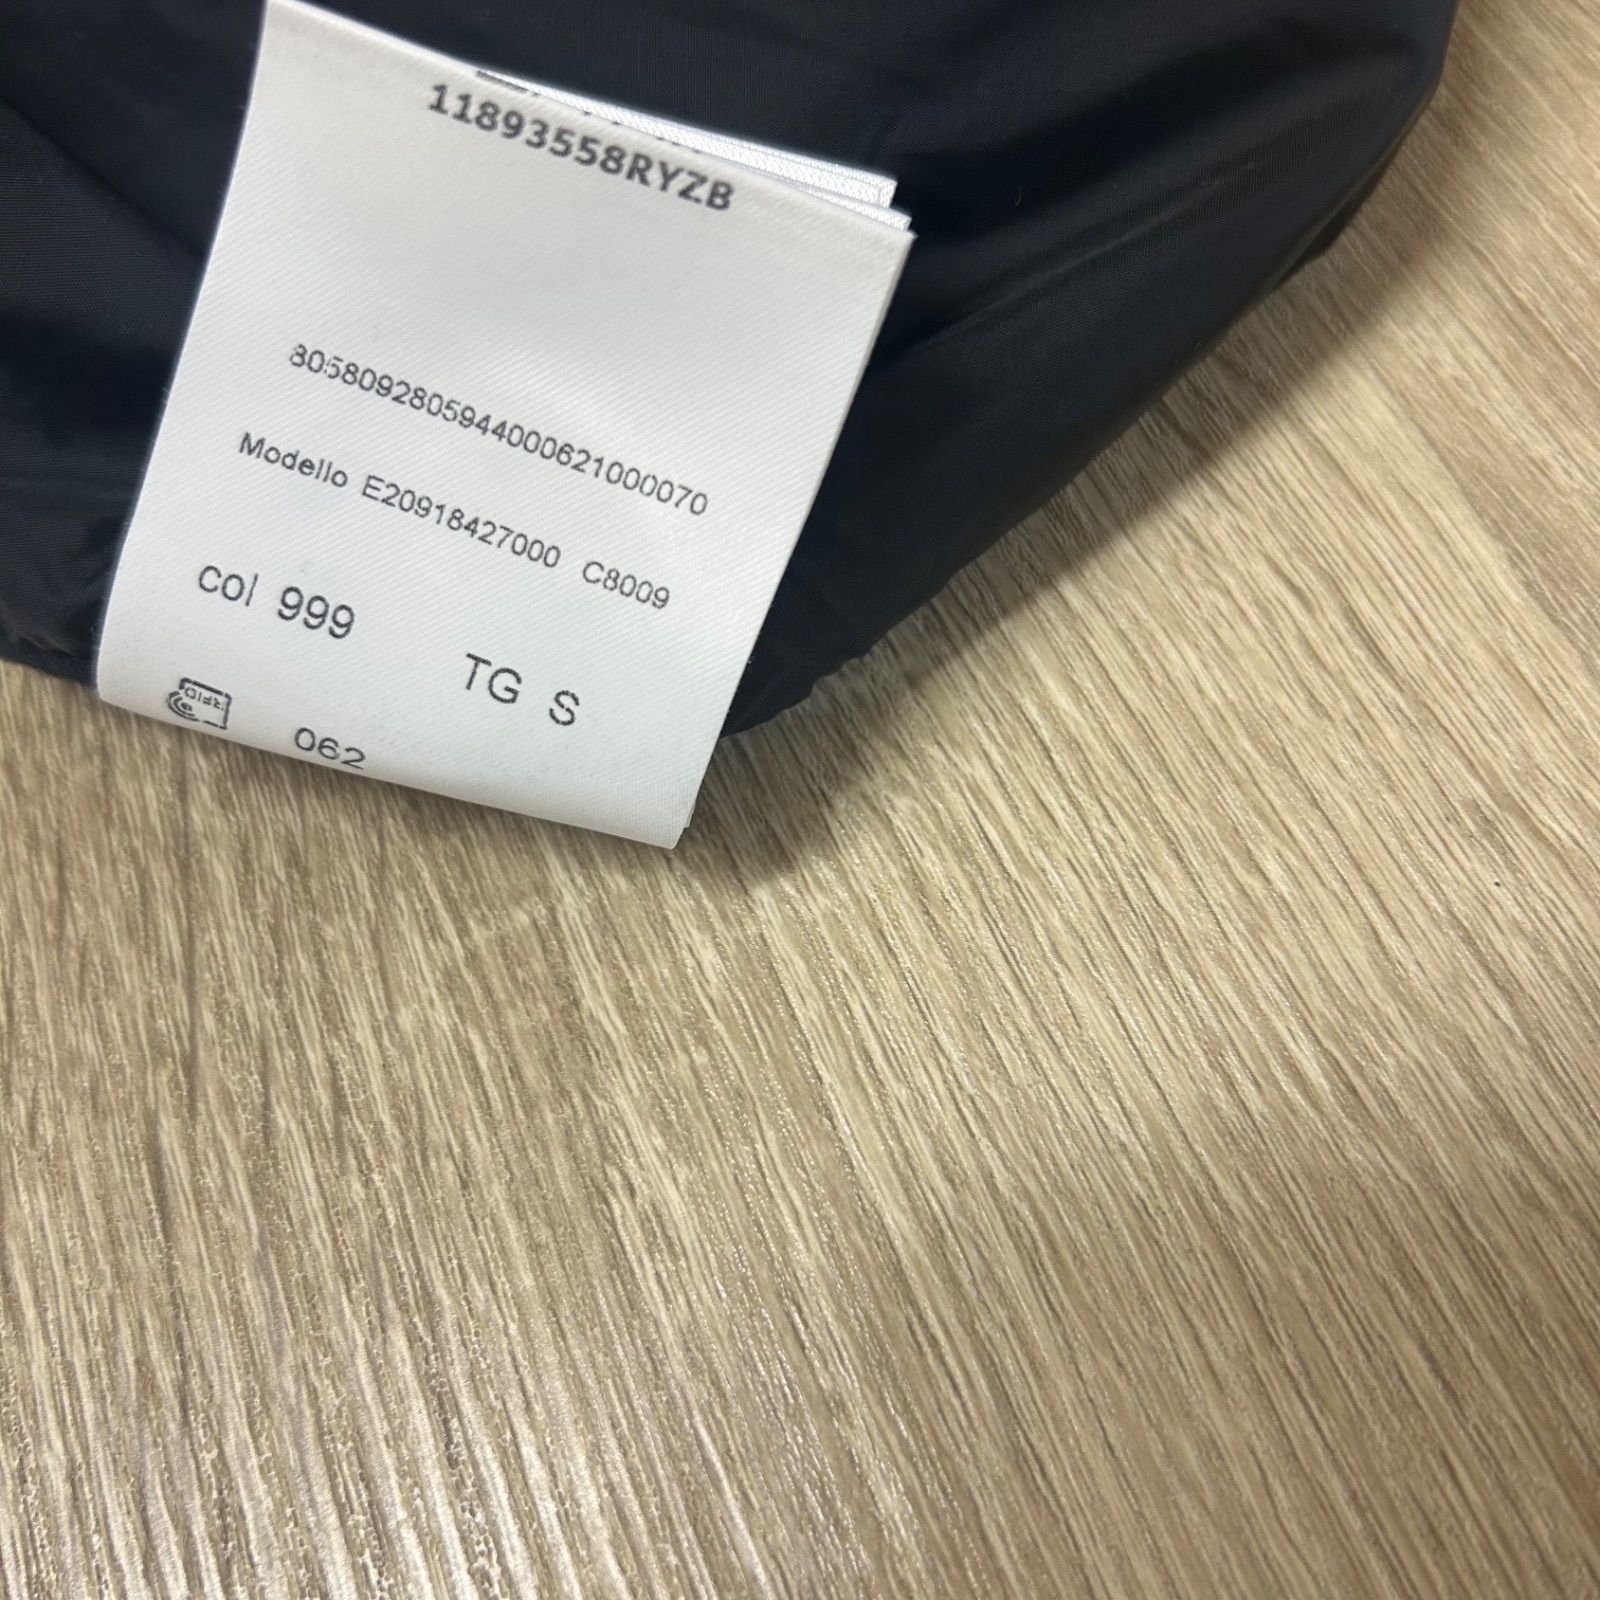 11893558RYZB
8058092805944000621000070
Modello E20918427000 C8009
col 999
TG S
RFID
062